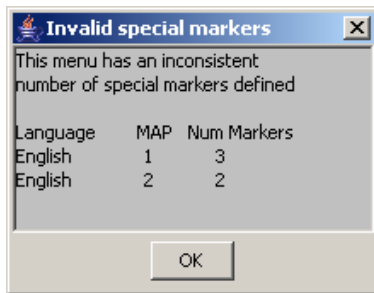 Invalid special markers
This menu has an inconsistent
number of special markers defined
Language MAP Num Markers
English 1 3
English 2 2
OK